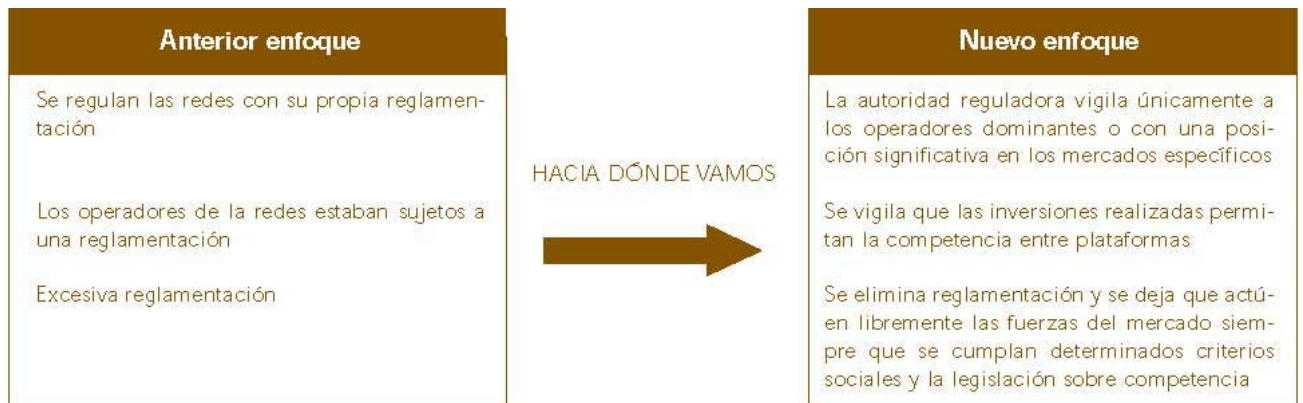 Anterior enfoque
Se regulan las redes con su propia reglamen-
tación
Los operadores de la redes estaban sujetos a
una reglamentación
Excesiva reglamentación
HACIA DÓNDE VAMOS
Nuevo enfoque
La autoridad reguladora vigila únicamente a
los operadores dominantes o con una posi-
ción significativa en los mercados específicos
Se vigila que las inversiones realizadas permi-
tan la competencia entre plataformas
Se elimina reglamentación y se deja que actú-
en libremente las fuerzas del mercado siem-
pre que se cumplan determinados criterios
sociales y la legislación sobre competencia